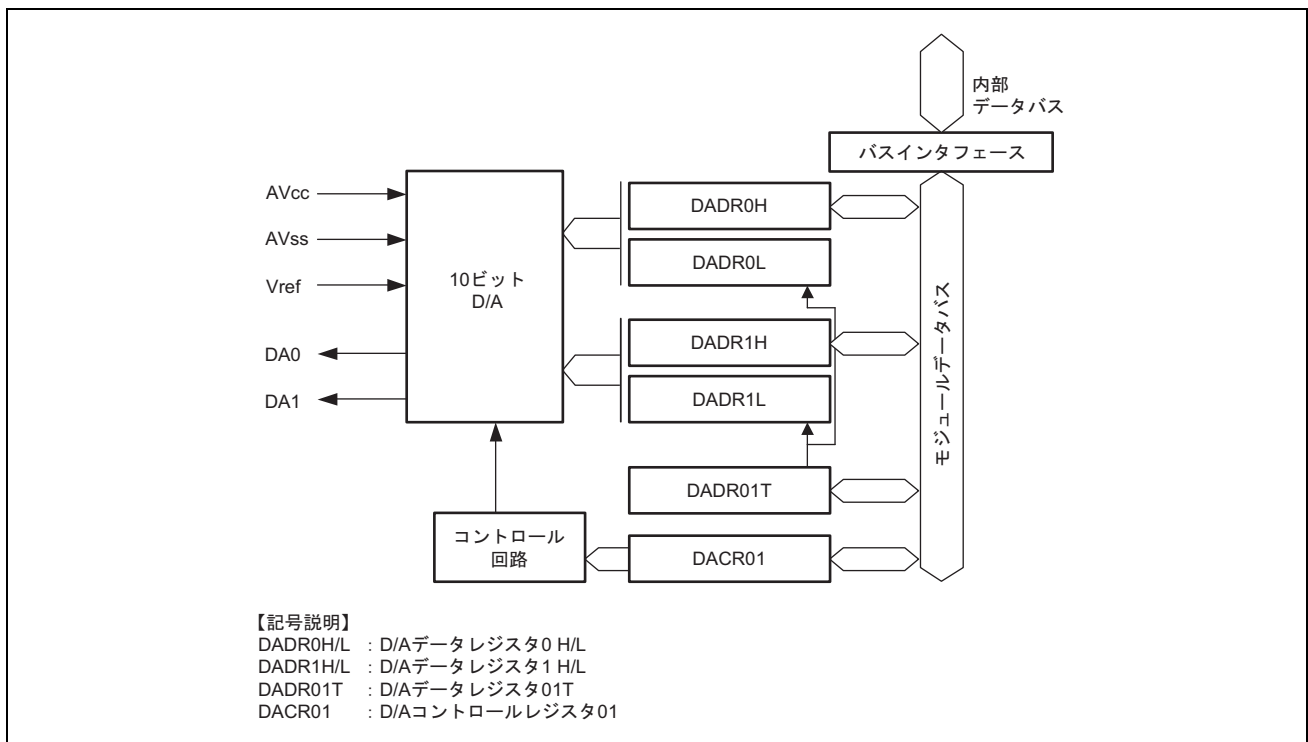 内部
データバス
バスインタフェース
AVcc
AVss
Vref
DA0
DA1
10ビット
D/A
DADR0H
DADR0L
DADR1H
DADR1L
DADR01T
DACR01
モジュールデータバス
コントロール
回路
【記号説明】
DADR0H/L : D/Aデータレジスタ0 H/L
DADR1H/L : D/Aデータレジスタ1 H/L
DADR01T : D/Aデータレジスタ01T
DACR01 : D/Aコントロールレジスタ01